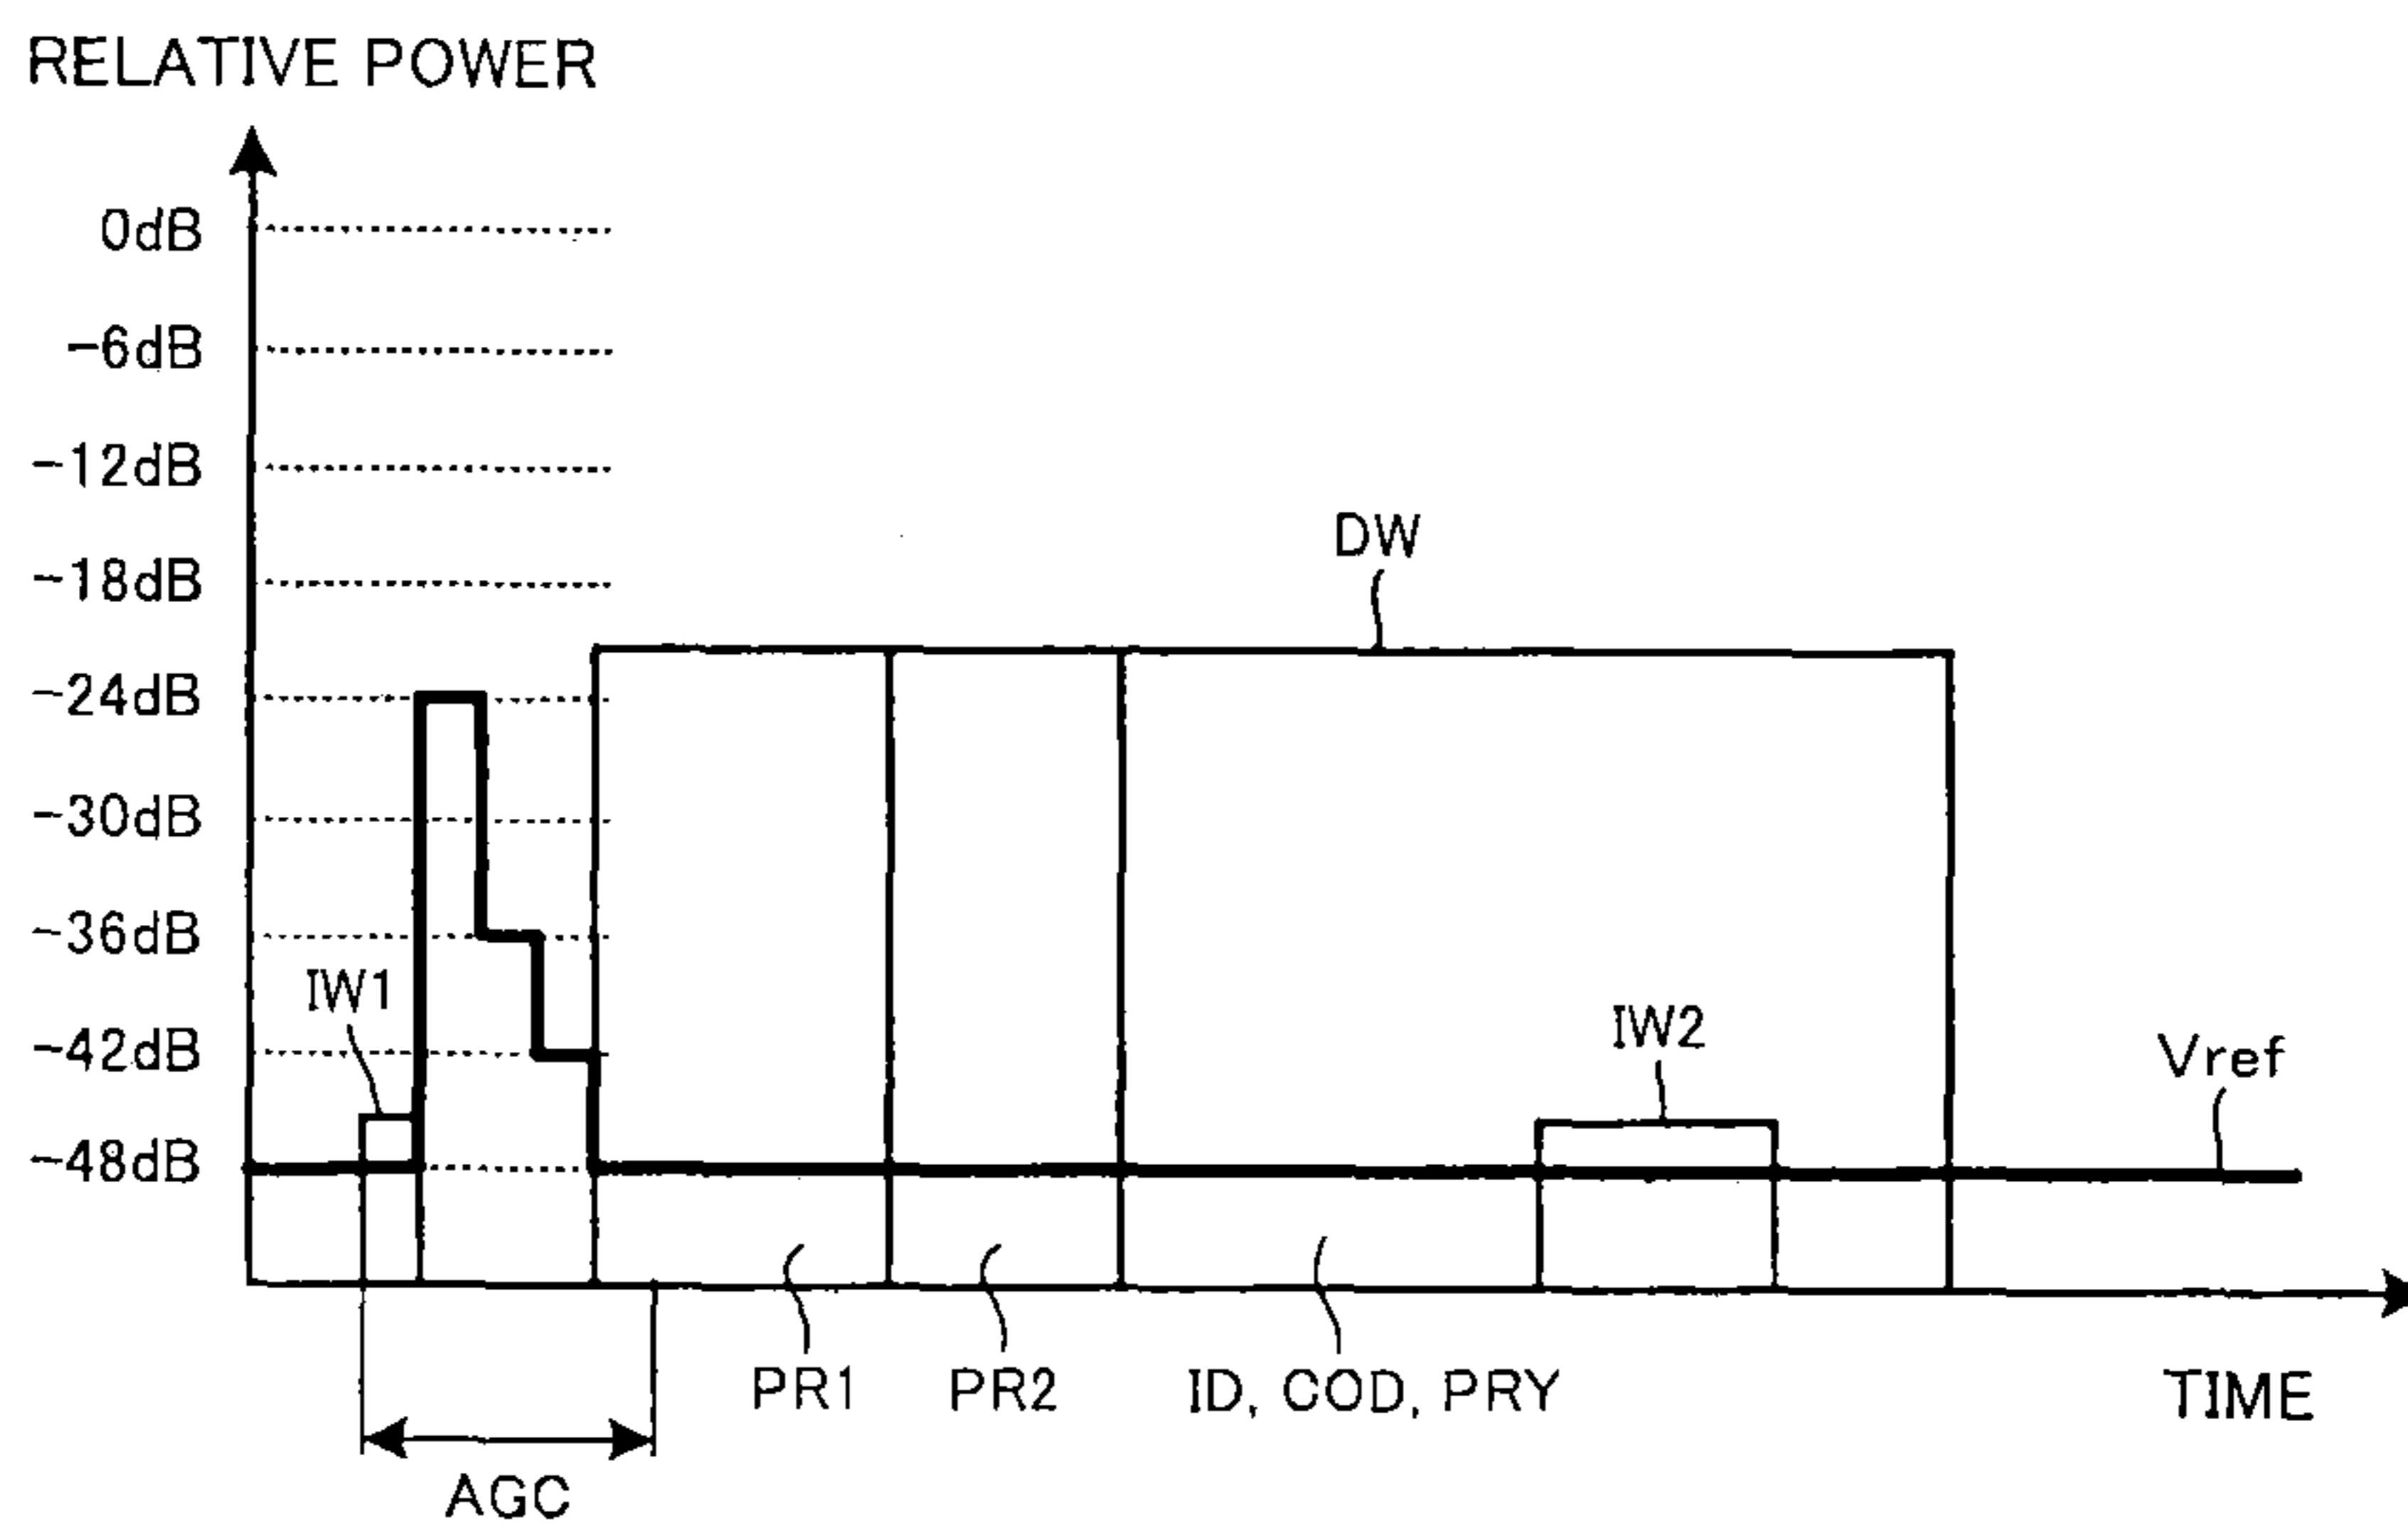 RELATIVE POWER
0dB
-6dB
-12dB
-18dB
DW
-24dB
-30dB
-36dB
IW1
IW2
-42dB
Vref
-48dB
PR1
PR2
ID, COD, PRY
TIME
AGC